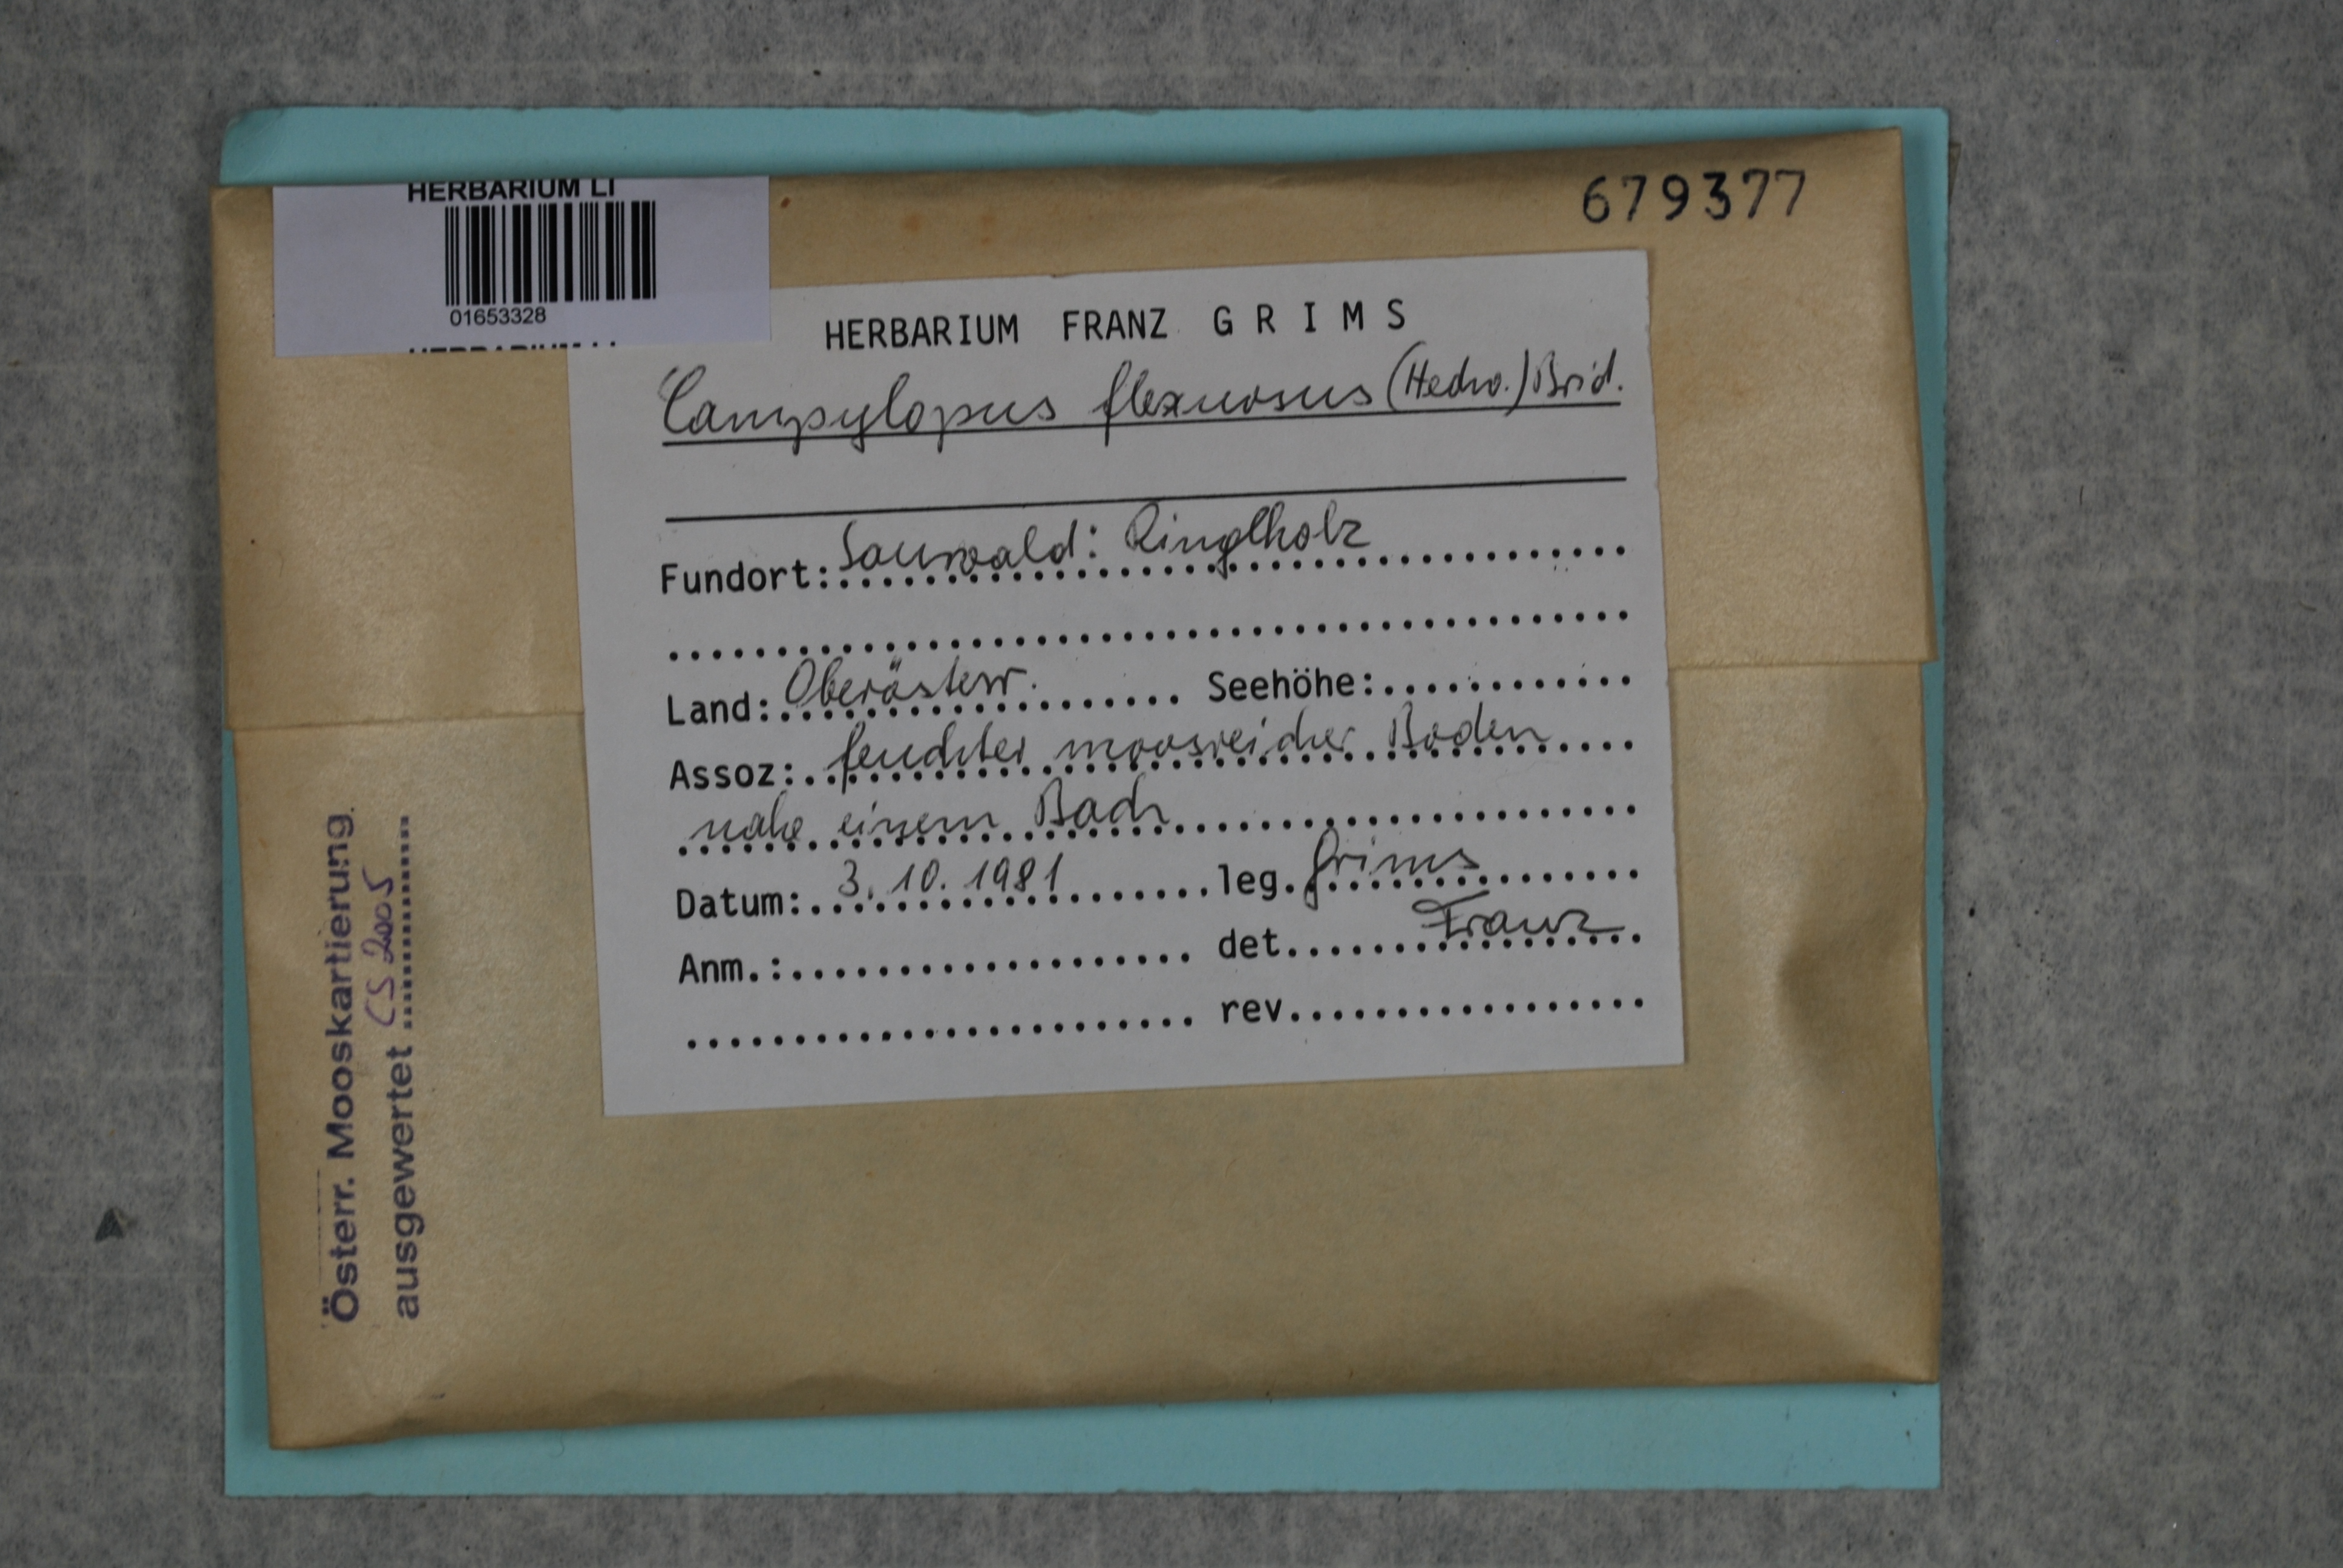 HERBARIUM LI
01653328
679377
HERBARIUM FRANZ G R I M S
Campylopus flexuosus (Hedw.) Brid.
Fundort: Sauwald: Ringlholz
Land: Oberösterr. Seehöhe:
Assoz: feuchter moosreicher Boden
nahe einem Bach
Datum: 3.10.1981 leg. Grims
Anm.: det. Franz
rev.
Österr. Mooskartierung
ausgewertet CS 2005